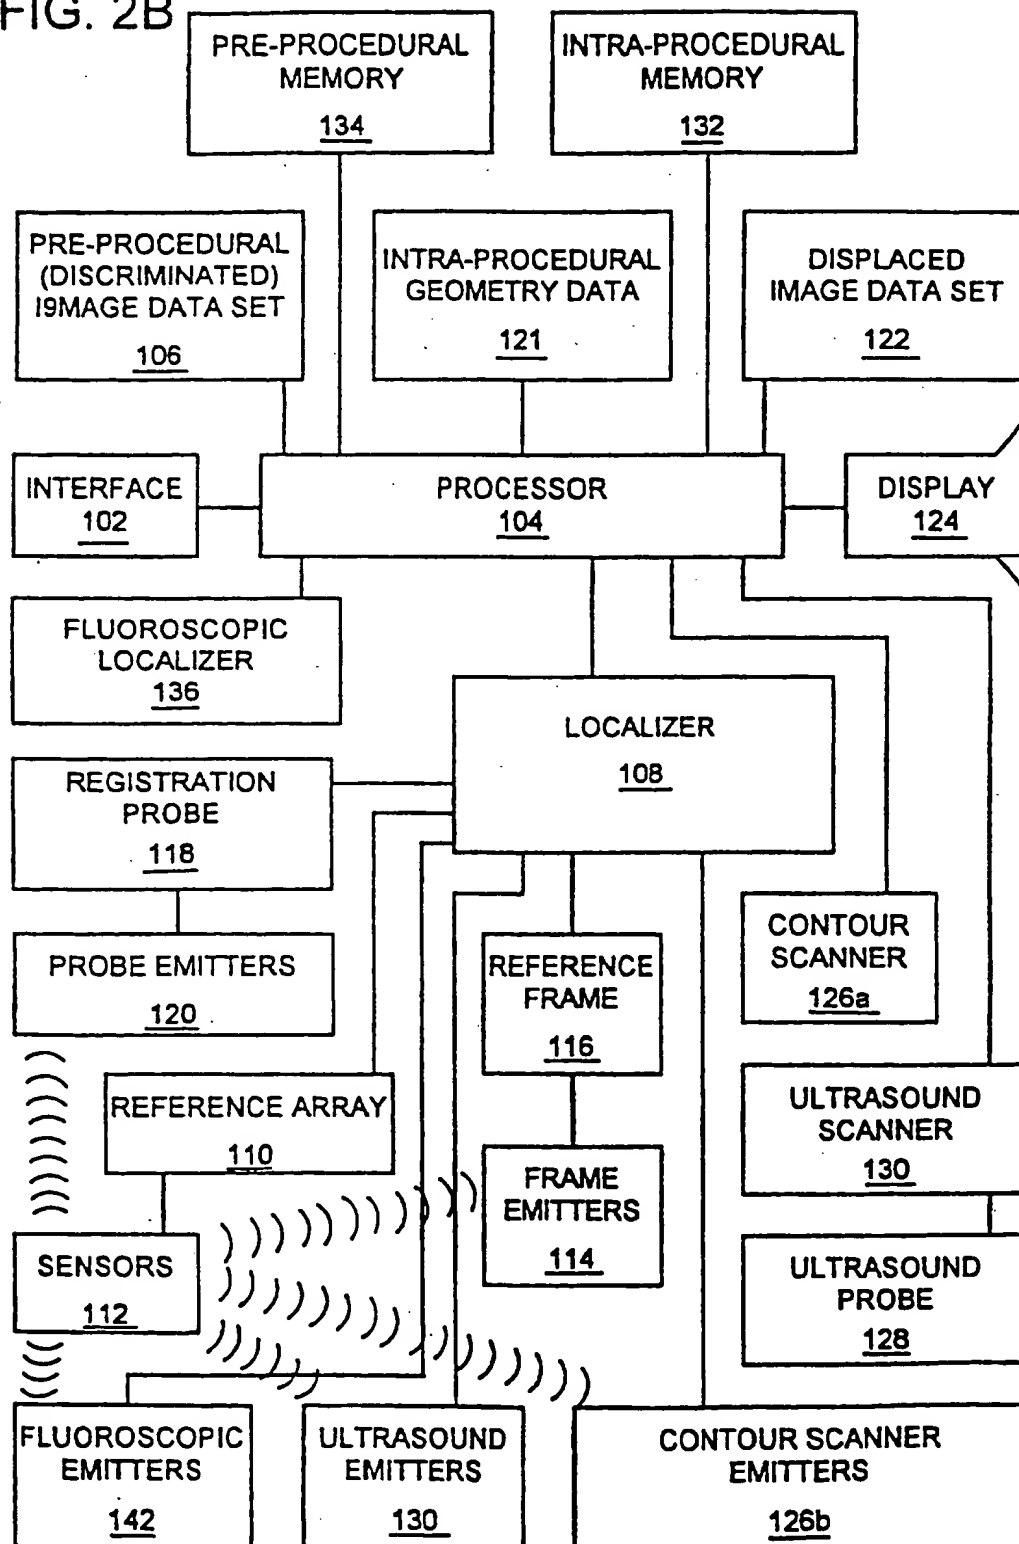 FIG. 2B
PRE-PROCEDURAL
MEMORY
134
INTRA-PROCEDURAL
MEMORY
132
PRE-PROCEDURAL
(DISCRIMINATED)
I9MAGE DATA SET
106
INTRA-PROCEDURAL
GEOMETRY DATA
121
DISPLACED
IMAGE DATA SET
122
INTERFACE
102
PROCESSOR
104
DISPLAY
124
FLUOROSCOPIC
LOCALIZER
136
LOCALIZER
108
REGISTRATION
PROBE
118
PROBE EMITTERS
120
REFERENCE
FRAME
116
CONTOUR
SCANNER
126a
REFERENCE ARRAY
110
FRAME
EMITTERS
114
ULTRASOUND
SCANNER
130
SENSORS
112
ULTRASOUND
PROBE
128
FLUOROSCOPIC
EMITTERS
142
ULTRASOUND
EMITTERS
130
CONTOUR SCANNER
EMITTERS
126b